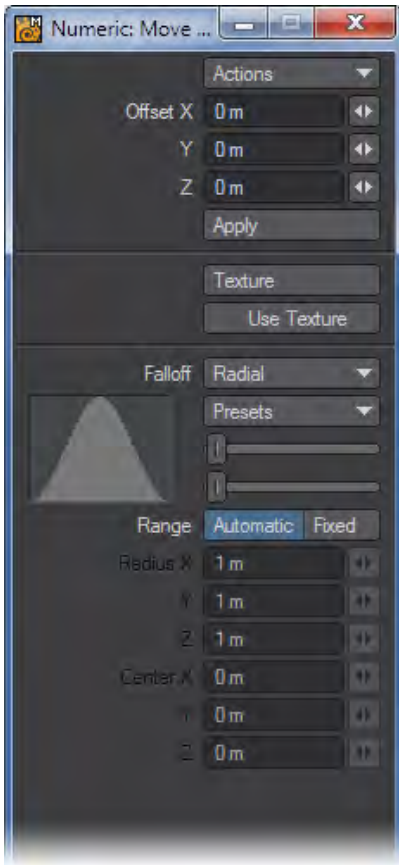 Numeric: Move ...
Actions
Offset X 0 m
Y 0 m
Z 0 m
Apply
Texture
Use Texture
Falloff Radial
Presets
Range Automatic Fixed
Radius X 1 m
Y 1 m
Z 1 m
Center X 0 m
Y 0 m
Z 0 m